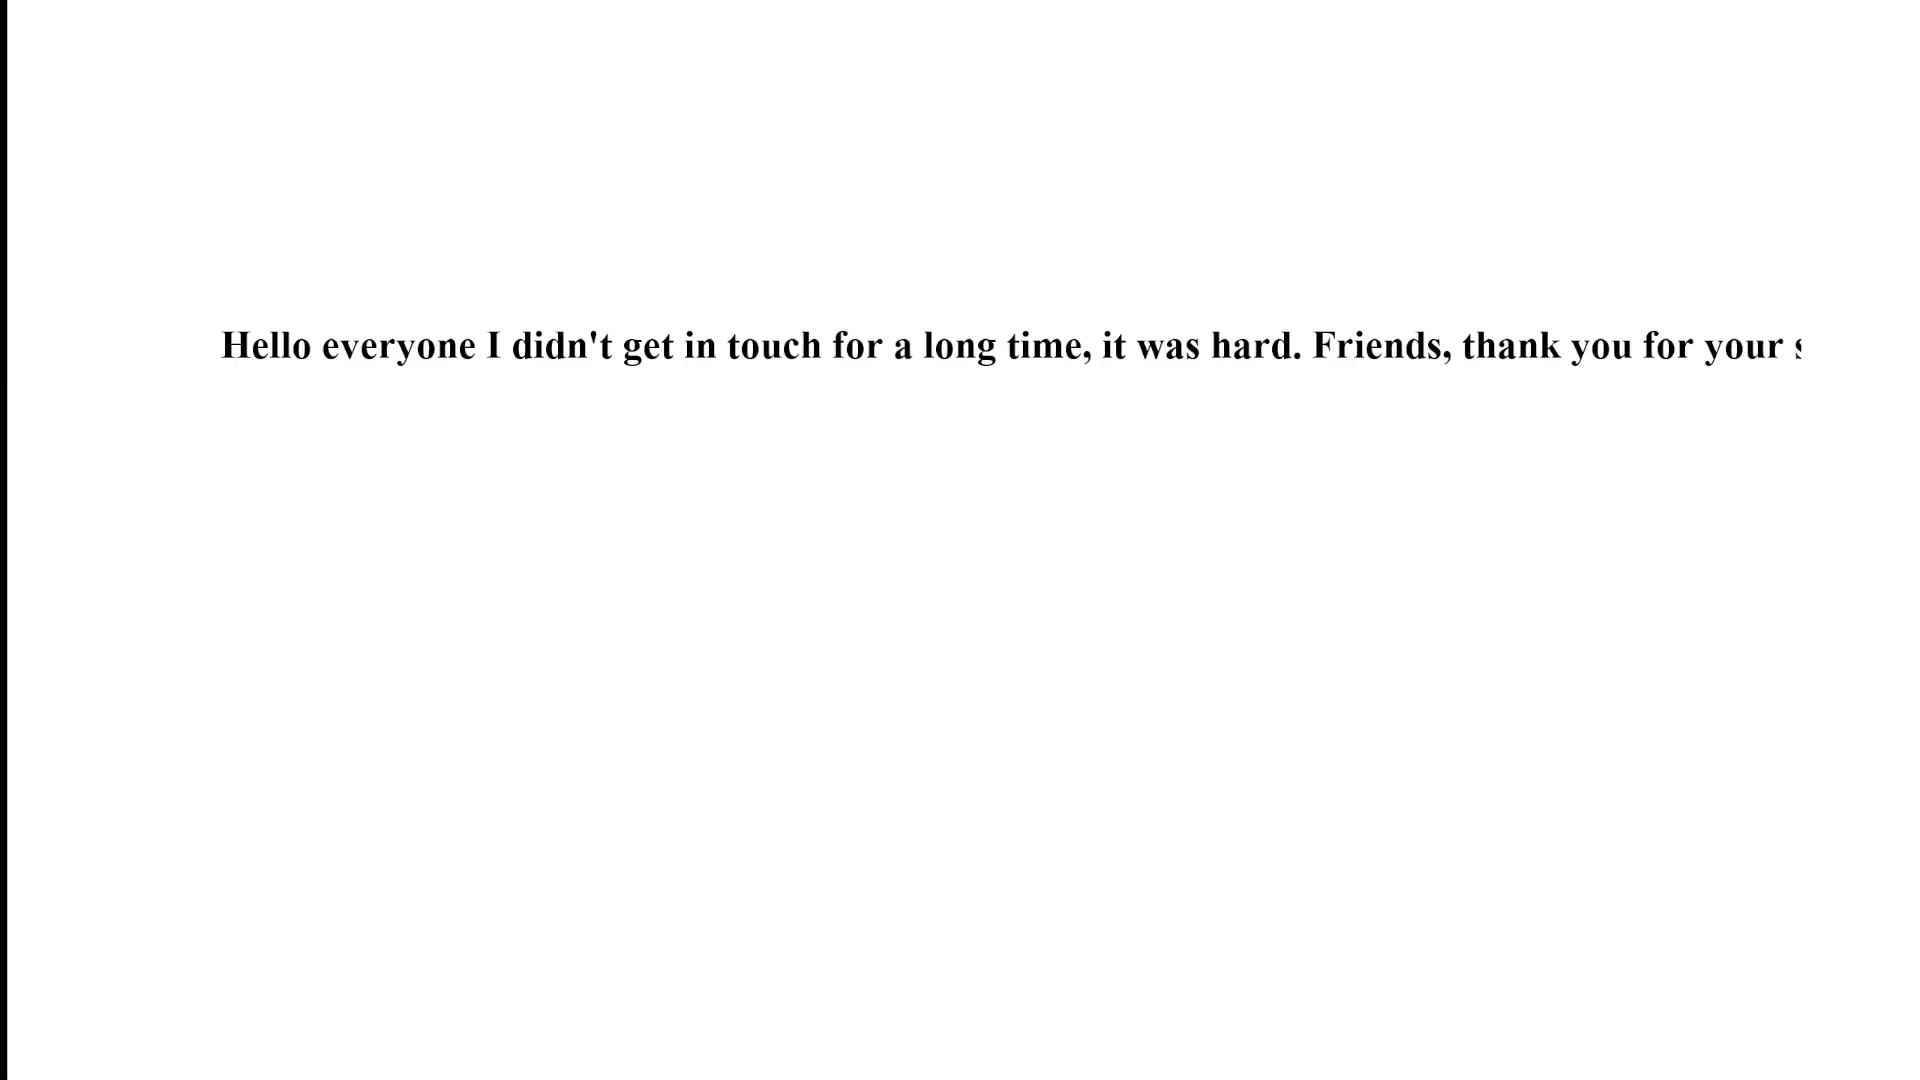 Hello everyone I didn't get in touch for a long time, it was hard. Friends, thank you for your